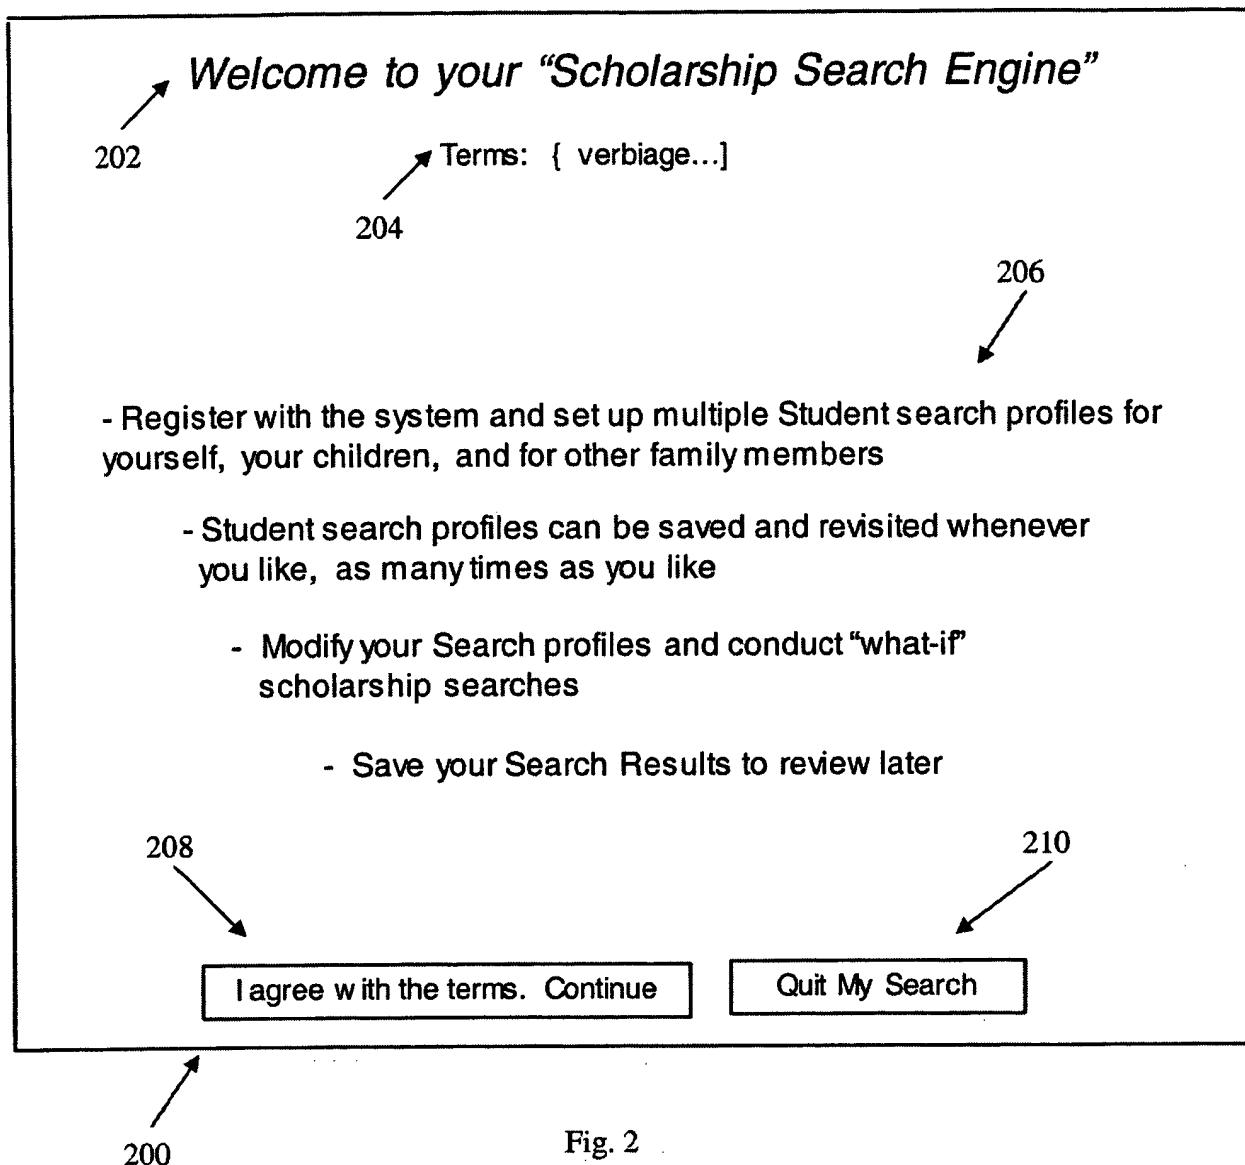 Welcome to your “Scholarship Search Engine”
202
Terms: { verbiage...]
204
206
- Register with the system and set up multiple Student search profiles for
yourself, your children, and for other family members
- Student search profiles can be saved and revisited whenever
you like, as many times as you like
- Modify your Search profiles and conduct “what-if”
scholarship searches
- Save your Search Results to review later
208
210
I agree with the terms. Continue
Quit My Search
200
Fig. 2